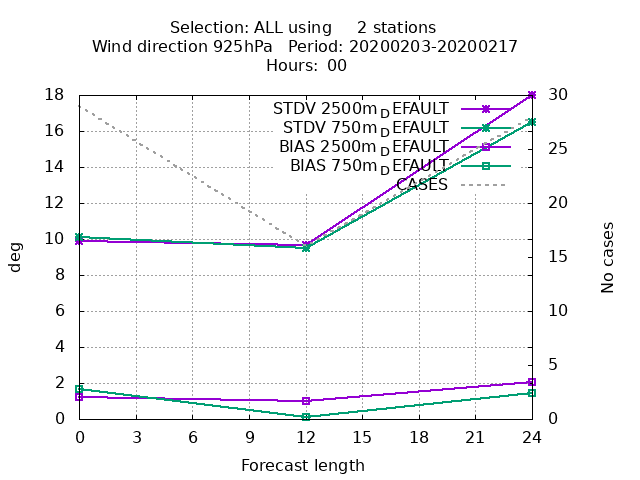 Selection: ALL using 2 stations
Wind direction 925hPa Period: 20200203-20200217
Hours: 00
18
16
14
12
10
8
6
4
2
0
deg
30
25
20
15
10
5
0
No cases
STDV 2500m_DEFAULT
STDV 750m_DEFAULT
BIAS 2500m_DEFAULT
BIAS 750m_DEFAULT
CASES
0 3 6 9 12 15 18 21 24
Forecast length